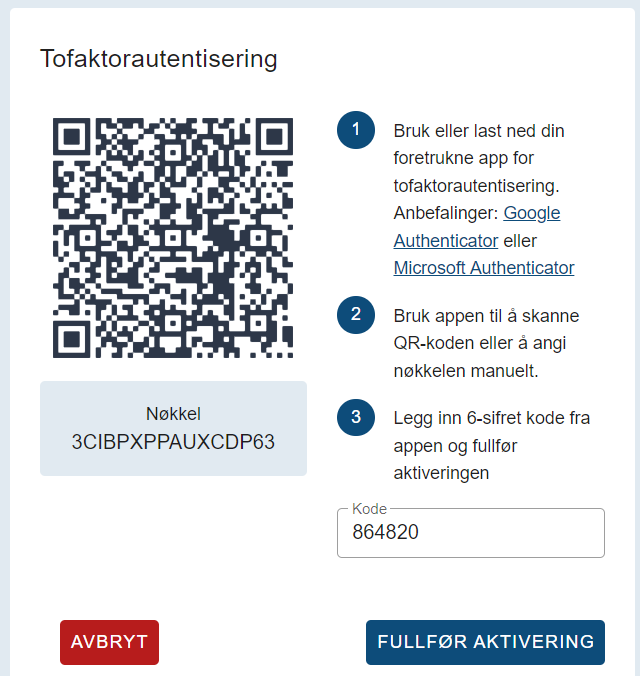 Tofaktorautentisering
1
Bruk eller last ned din
foretrukne app for
tofaktorautentisering.
Anbefalinger: Google
Authenticator eller
Microsoft Authenticator
2
Bruk appen til å skanne
QR-koden eller å angi
nøkkelen manuelt.
Nøkkel
3CIBPXPPAUXCDP63
3
Legg inn 6-sifret kode fra
appen og fullfør
aktiveringen
Kode
864820
AVBRYT
FULLFØR AKTIVERING